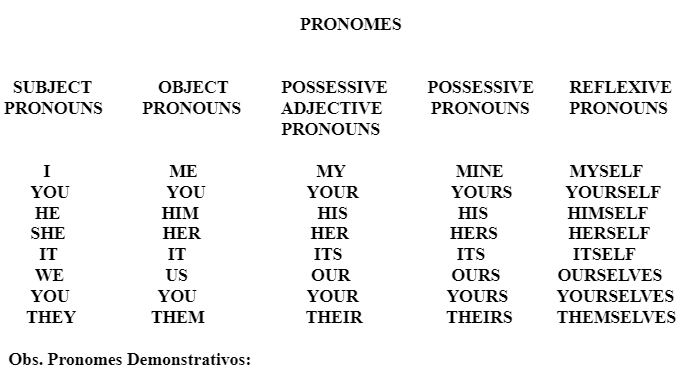 PRONOMES
SUBJECT OBJECT POSSESSIVE POSSESSIVE REFLEXIVE
PRONOUNS PRONOUNS ADJECTIVE PRONOUNS PRONOUNS
PRONOUNS
I ME MY MINE MYSELF
YOU YOU YOUR YOURS YOURSELF
HE HIM HIS HIS HIMSELF
SHE HER HER HERS HERSELF
IT IT ITS ITS ITSELF
WE US OUR OURS OURSELVES
YOU YOU YOUR YOURS YOURSELVES
THEY THEM THEIR THEIRS THEMSELVES
Obs. Pronomes Demonstrativos: